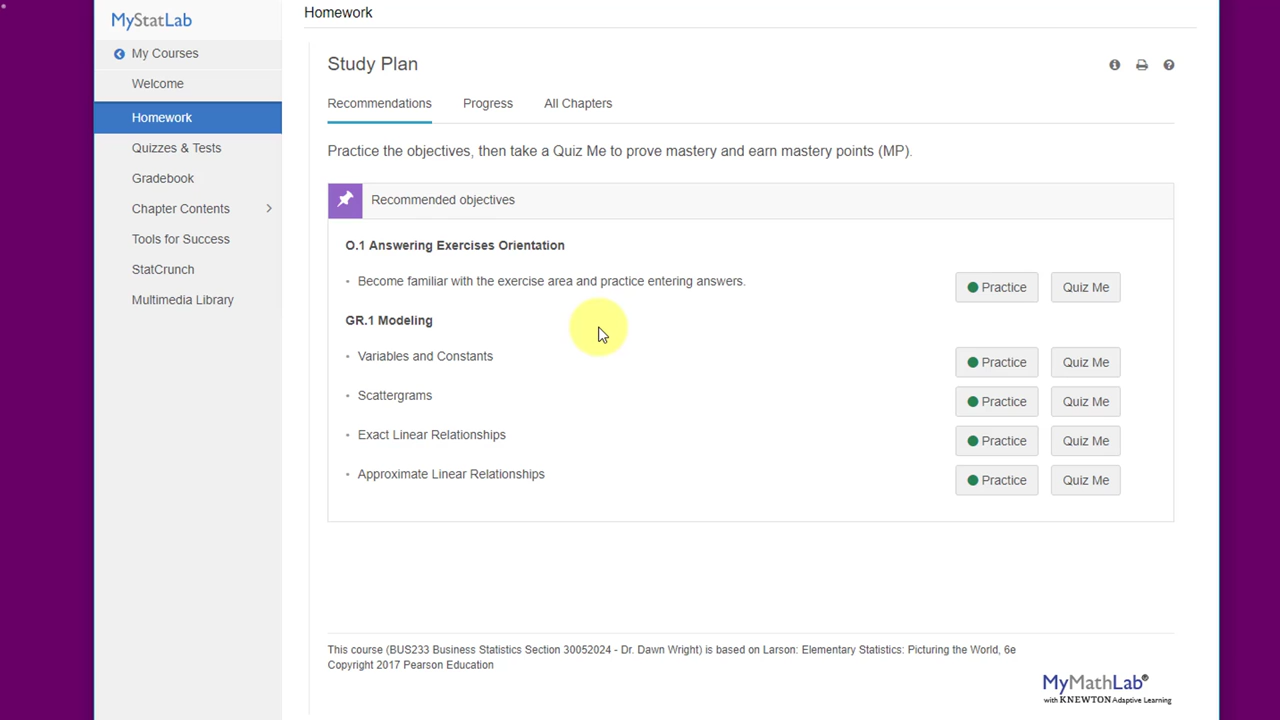 MyStatLab
My Courses
Welcome
Homework
Quizzes & Tests
Gradebook
Chapter Contents
Tools for Success
StatCrunch
Multimedia Library
Homework
Study Plan
Recommendations Progress All Chapters
Practice the objectives, then take a Quiz Me to prove mastery and earn mastery points (MP).
Recommended objectives
O.1 Answering Exercises Orientation
Become familiar with the exercise area and practice entering answers. Practice Quiz Me
GR.1 Modeling
Variables and Constants Practice Quiz Me
Scattergrams Practice Quiz Me
Exact Linear Relationships Practice Quiz Me
Approximate Linear Relationships Practice Quiz Me
This course (BUS233 Business Statistics Section 30052024 - Dr. Dawn Wright) is based on Larson: Elementary Statistics: Picturing the World, 6e
Copyright 2017 Pearson Education
MyMathLab®
with KNEWTON Adaptive Learning